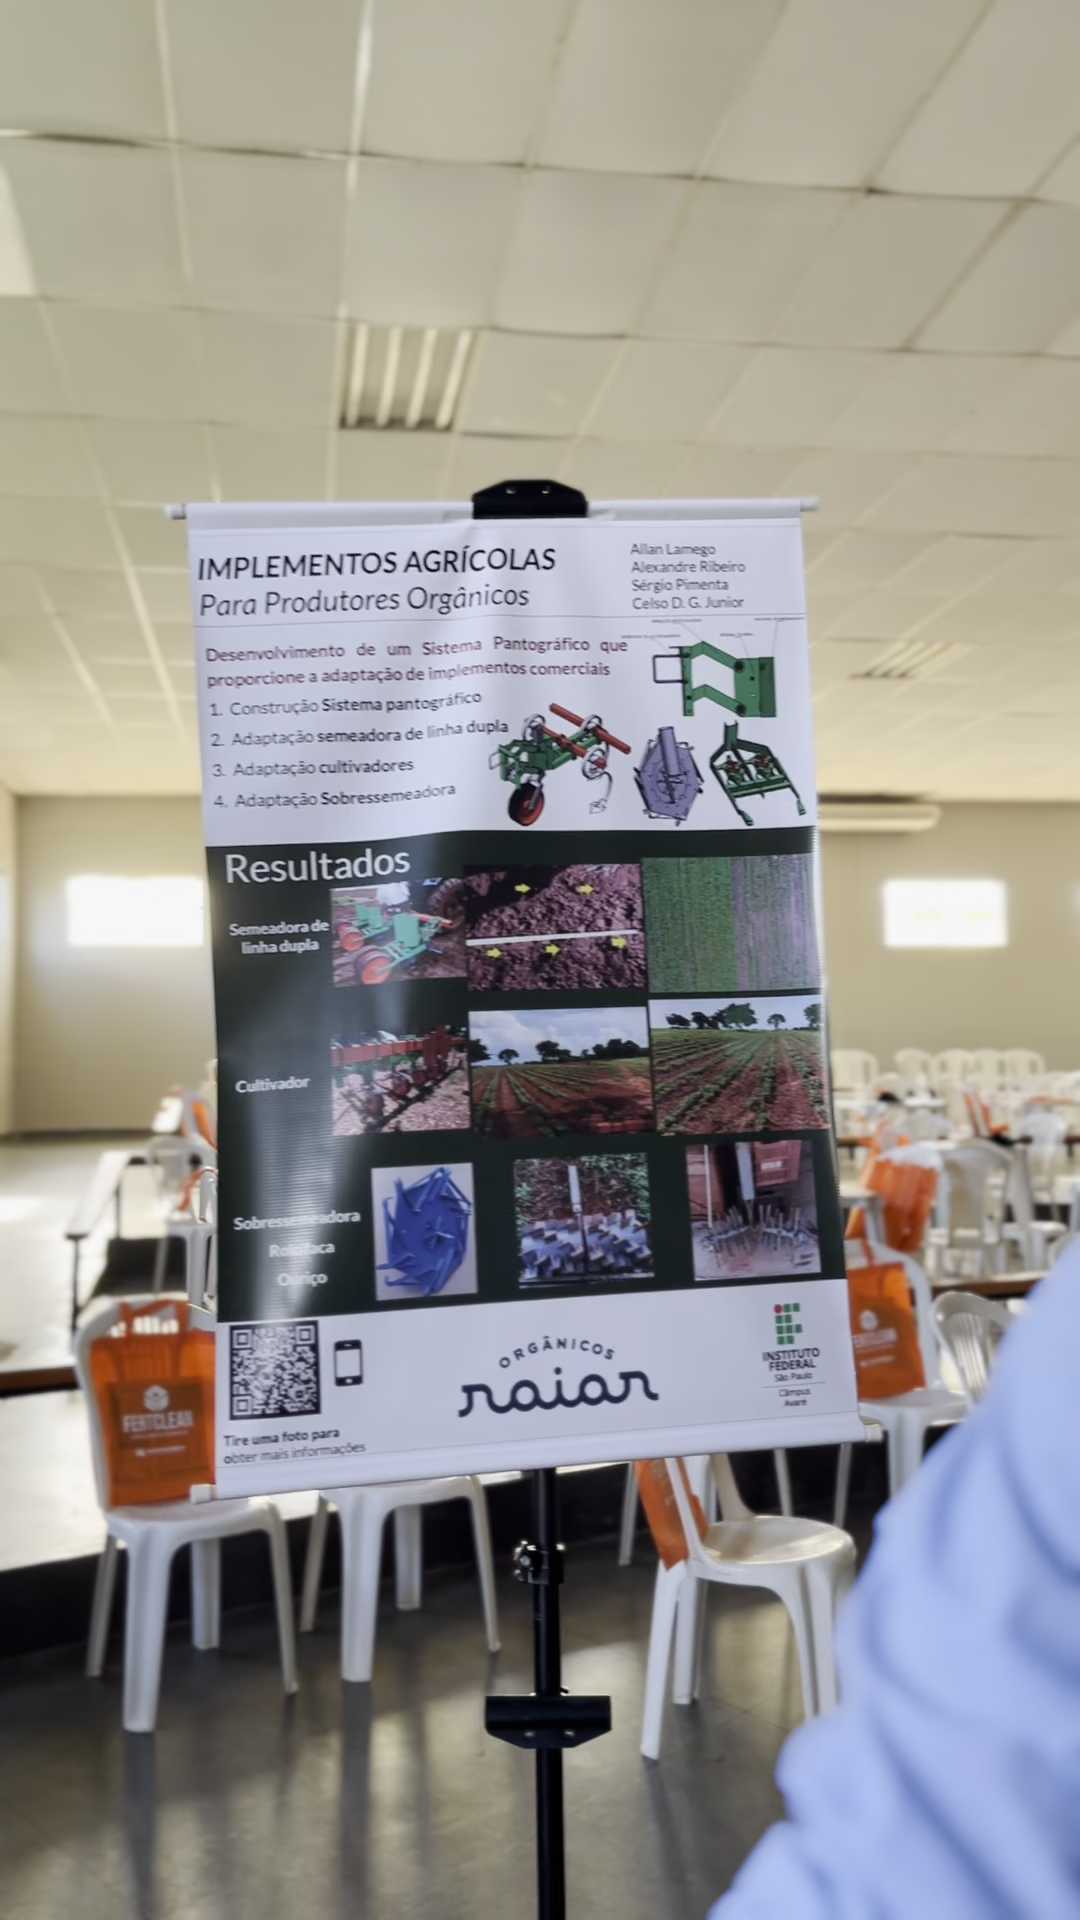 IMPLEMENTOS AGRÍCOLAS
Para Produtores Orgânicos
Allan Lamego
Alexandre Ribeiro
Sérgio Pimenta
Celso D. G. Junior
Desenvolvimento de um Sistema Pantográfico que
proporcione a adaptação de implementos comerciais
1. Construção Sistema pantográfico
2. Adaptação semeadora de linha dupla
3. Adaptação cultivadores
4. Adaptação Sobressemeadora
Resultados
Semeadora de
linha dupla
Cultivador
Sobressemeadora
Rolofaca
Ouriço
Tire uma foto para
obter mais informações
ORGÂNICOS
raiar
INSTITUTO
FEDERAL
São Paulo
Câmpus
Avaré
FERTCLEAN
FERTCLEAN